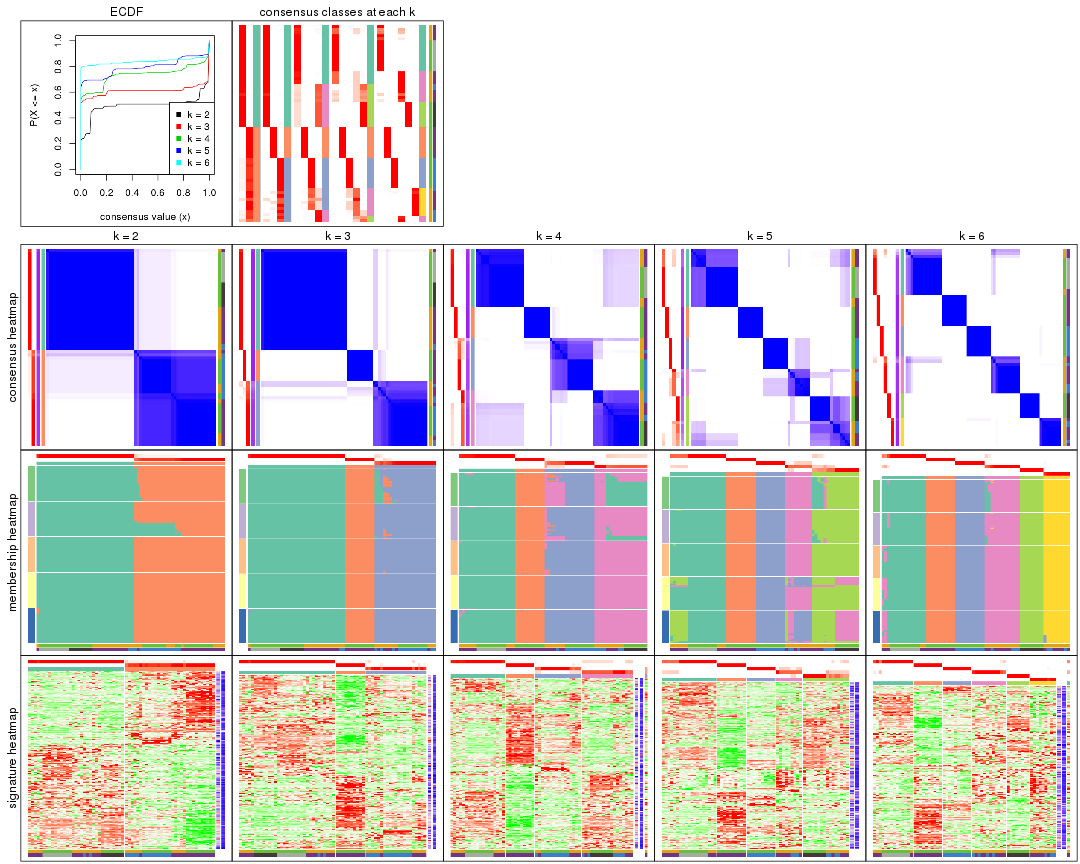 ECDF
consensus classes at each k
P(X <= x)
0.0 0.2 0.4 0.6 0.8 1.0
k = 2
k = 3
k = 4
k = 5
k = 6
0.0 0.2 0.4 0.6 0.8 1.0
consensus value (x)
k = 2
k = 3
k = 4
k = 5
k = 6
consensus heatmap
membership heatmap
signature heatmap